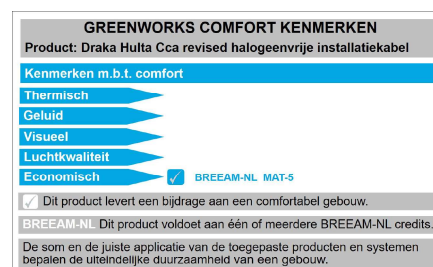 GREENWORKS COMFORT KENMERKEN
Product: Draka Hulta Cca revised halogeenvrije installatiekabel
Kenmerken m.b.t. comfort
Thermisch
Geluid
Visueel
Luchtkwaliteit
Economisch BREEAM-NL MAT-5
Dit product levert een bijdrage aan een comfortabel gebouw.
BREEAM-NL Dit product voldoet aan één of meerdere BREEAM-NL credits.
De som en de juiste applicatie van de toegepaste producten en systemen
bepalen de uiteindelijke duurzaamheid van een gebouw.